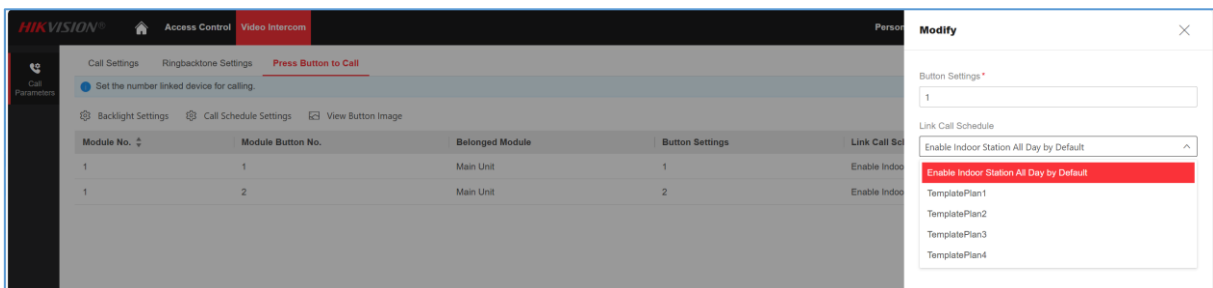 HIKVISION®
Access Control
Video Intercom
Person
Call Parameters
Call Settings
Ringbacktone Settings
Press Button to Call
Set the number linked device for calling.
Backlight Settings
Call Schedule Settings
View Button Image
Module No. Module Button No. Belonged Module Button Settings Link Call Sch
1 1 Main Unit 1 Enable Indoo
1 2 Main Unit 2 Enable Indoo
Modify
Button Settings*
1
Link Call Schedule
Enable Indoor Station All Day by Default
Enable Indoor Station All Day by Default
TemplatePlan1
TemplatePlan2
TemplatePlan3
TemplatePlan4